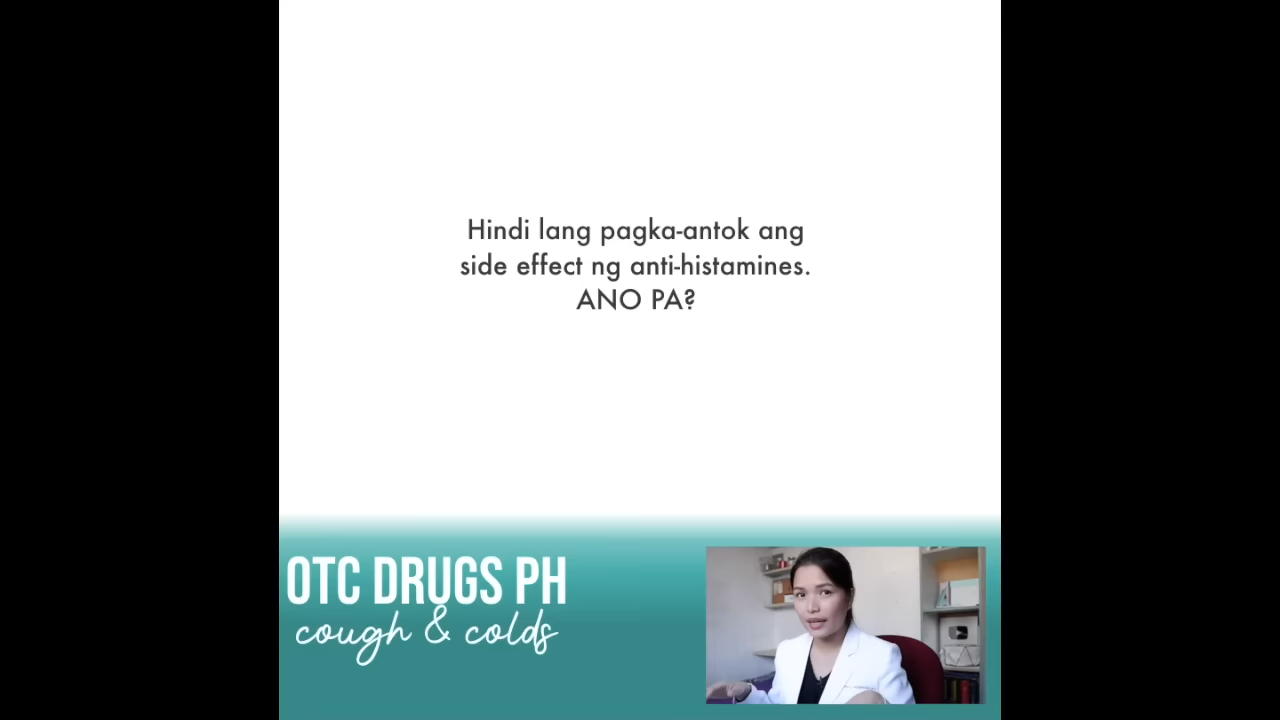 Hindi lang pagka-antok ang
side effect ng anti-histamines.
ANO PA?
OTC DRUGS PH
cough & colds